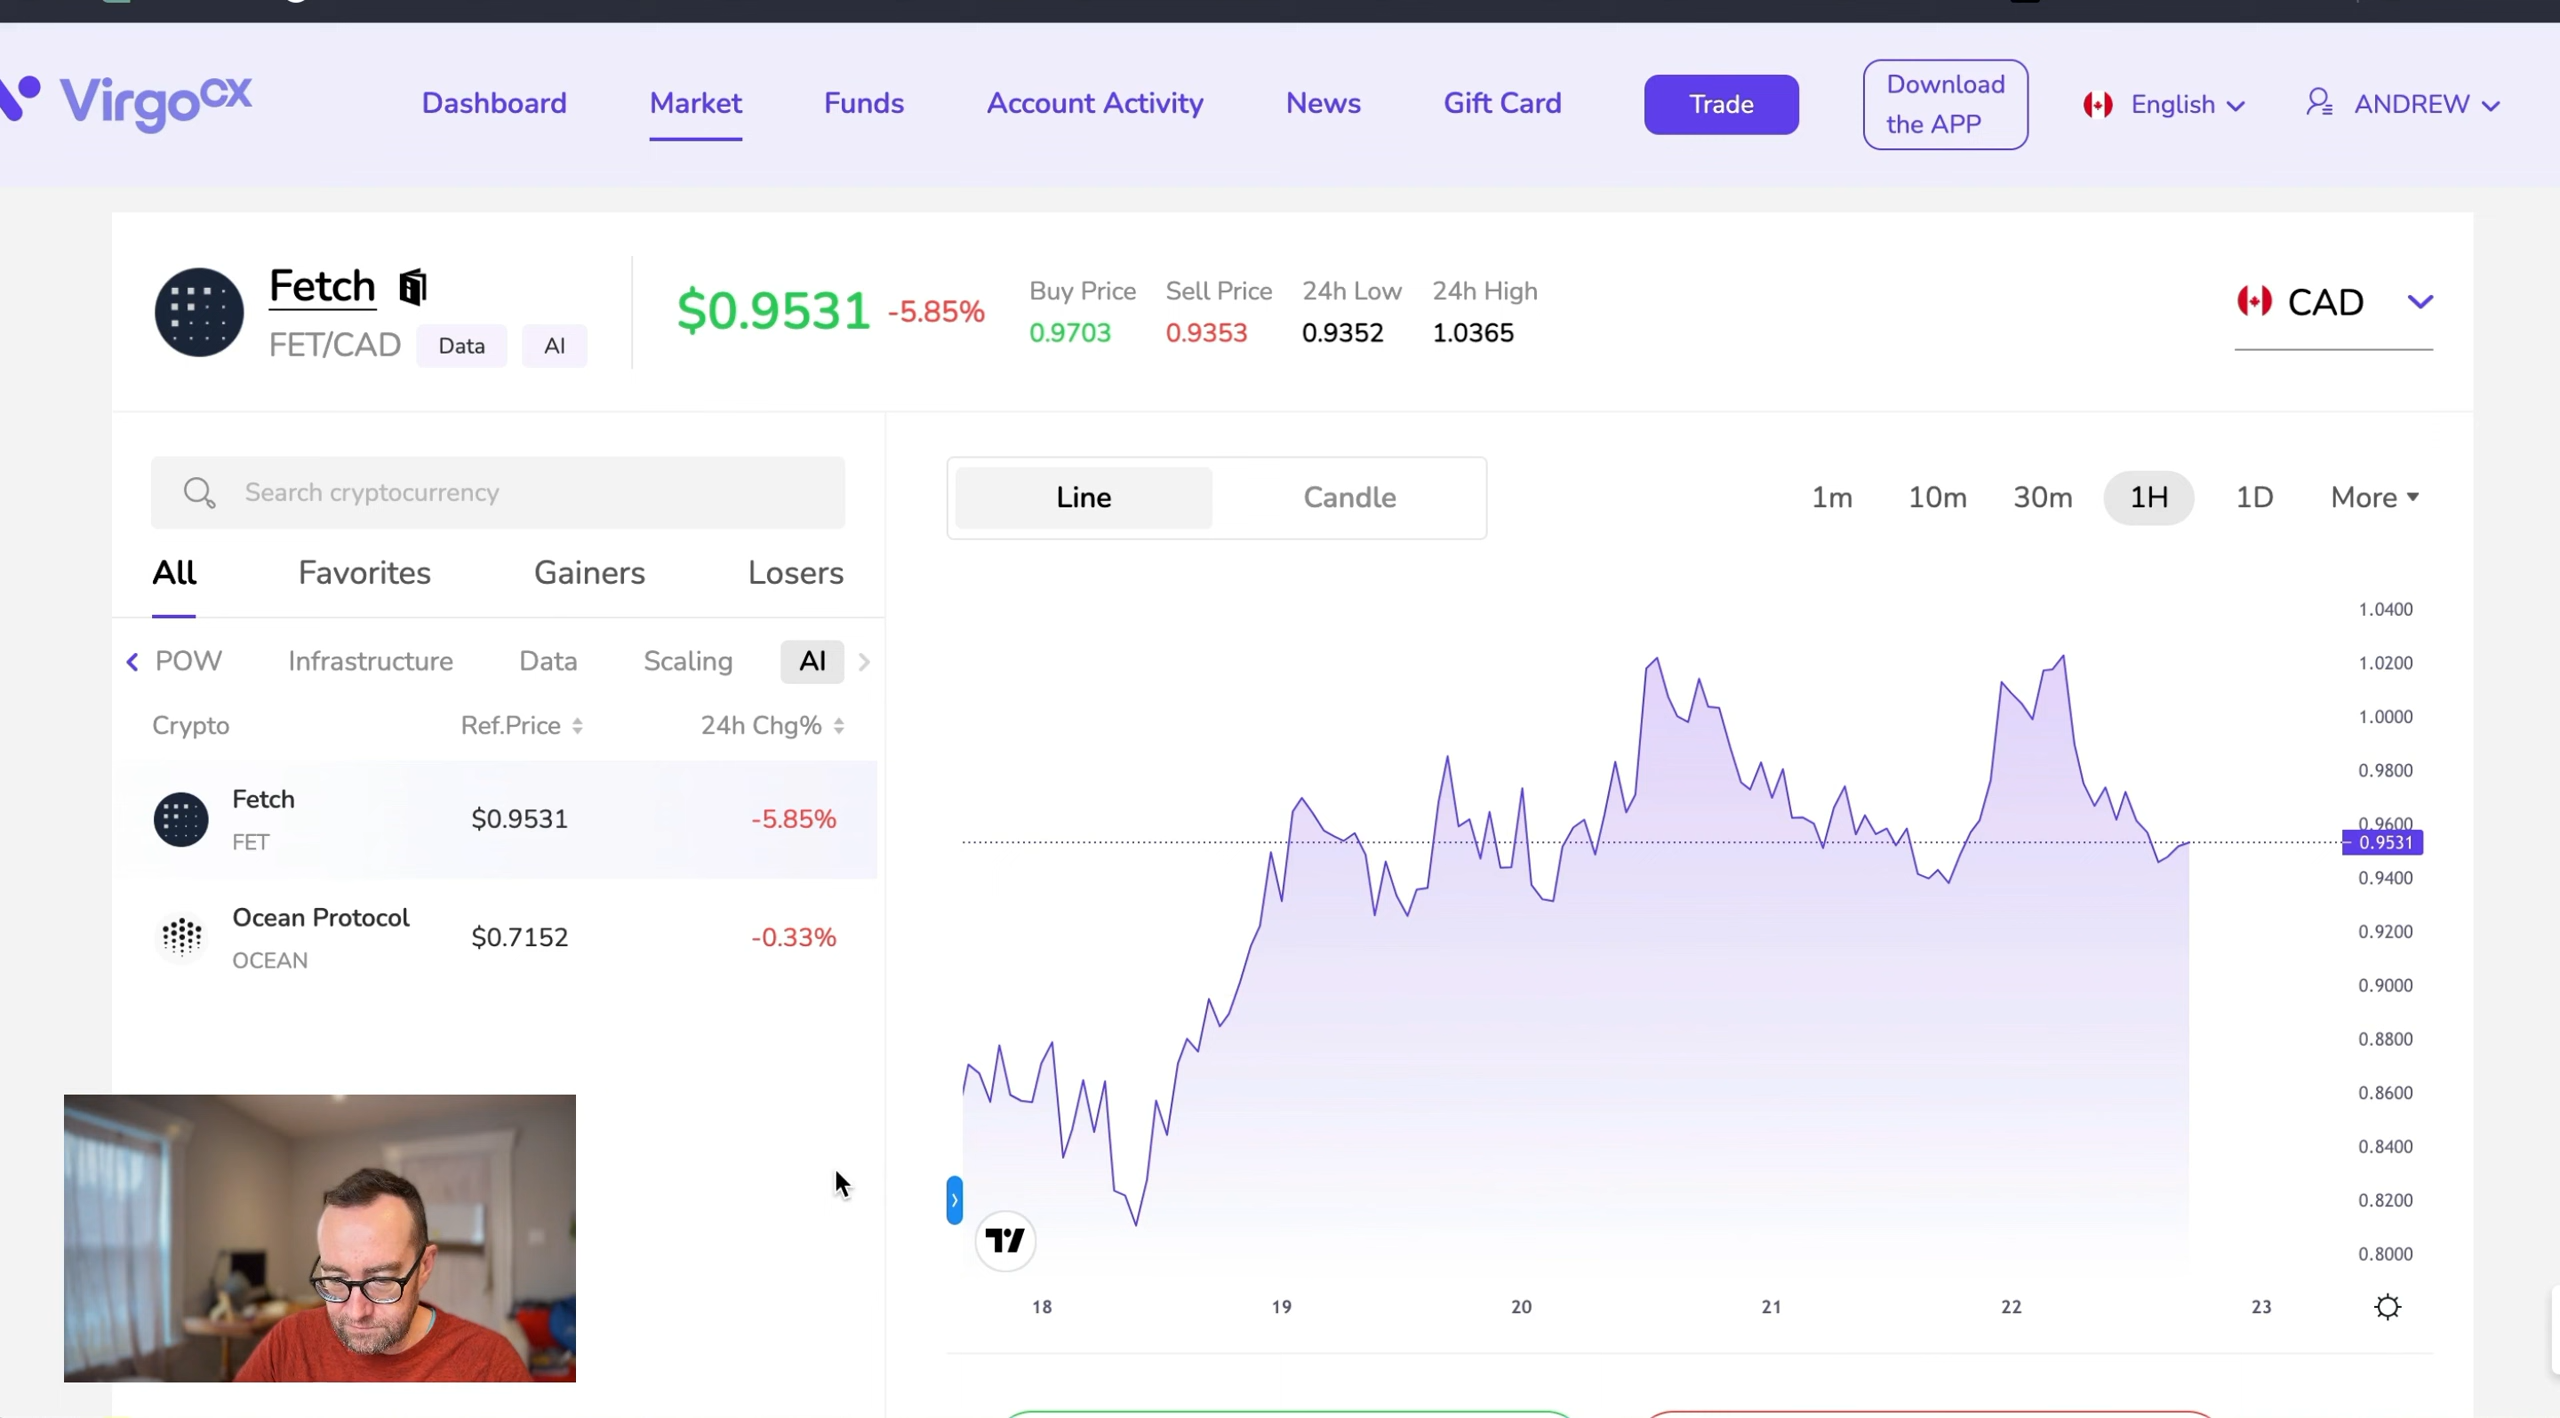 VirgoCX
Dashboard
Market
Funds
Account Activity
News
Gift Card
Trade
Download
the APP
English
ANDREW
Fetch
FET/CAD
Data
AI
$0.9531
-5.85%
Buy Price
0.9703
Sell Price
0.9353
24h Low
0.9352
24h High
1.0365
CAD
Search cryptocurrency
All
Favorites
Gainers
Losers
POW
Infrastructure
Data
Scaling
AI
Crypto
Ref.Price
24h Chg%
Fetch
FET
$0.9531
-5.85%
Ocean Protocol
OCEAN
$0.7152
-0.33%
Line
Candle
1m
10m
30m
1H
1D
More
1.0400
1.0200
1.0000
0.9800
0.9600
0.9531
0.9400
0.9200
0.9000
0.8800
0.8600
0.8400
0.8200
0.8000
18
19
20
21
22
23